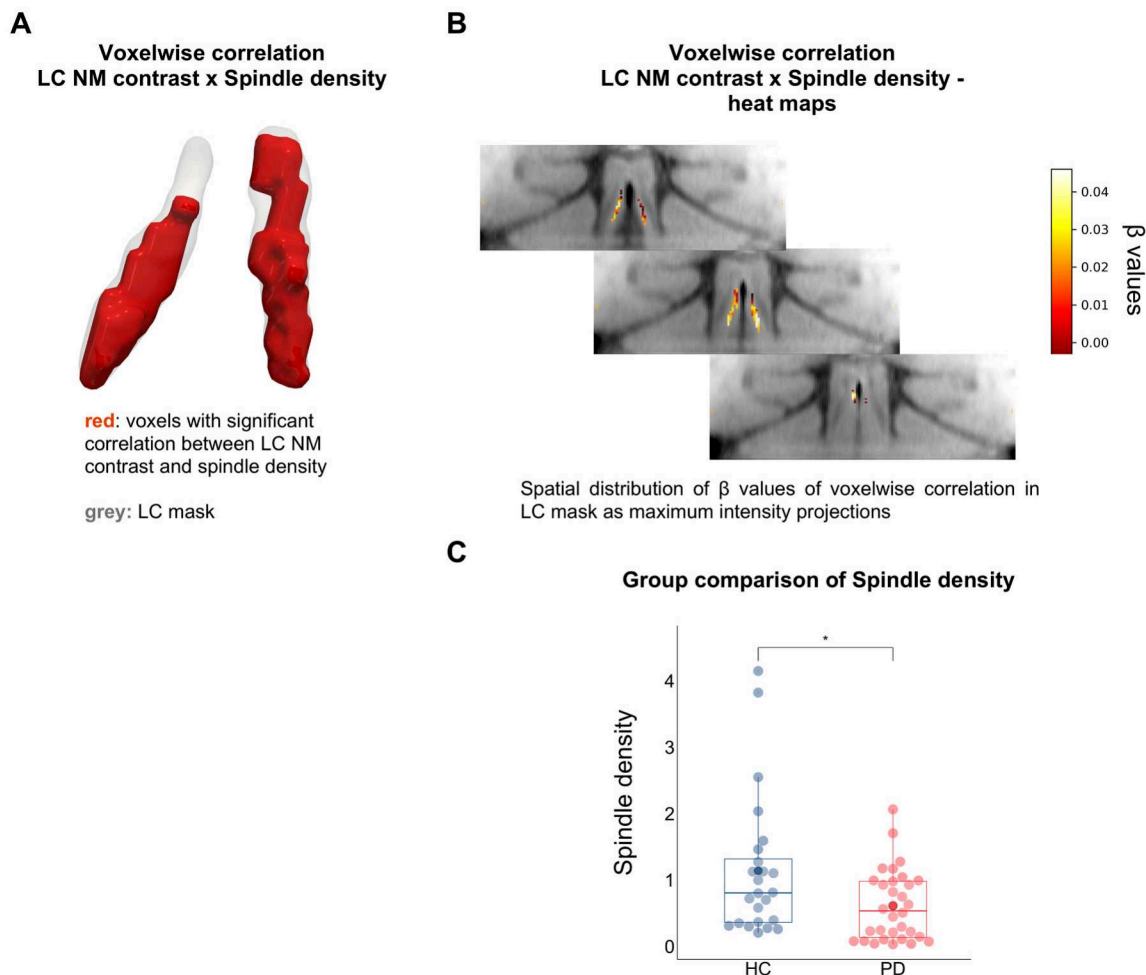 A
Voxelwise correlation
LC NM contrast x Spindle density
red: voxels with significant
correlation between LC NM
contrast and spindle density
grey: LC mask
B
Voxelwise correlation
LC NM contrast x Spindle density -
heat maps
0.04
0.03
0.02
0.01
0.00
β values
Spatial distribution of β values of voxelwise correlation in
LC mask as maximum intensity projections
C
Group comparison of Spindle density
*
4
3
2
1
0
Spindle density
HC
PD